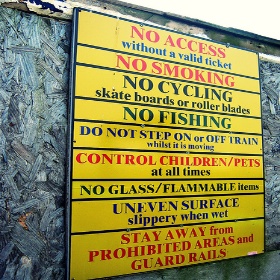 NO ACCESS
without a valid ticket
NO SMOKING
NO CYCLING
skate boards or roller blades
NO FISHING
DO NOT STEP ON or OFF TRAIN
whilst it is moving
CONTROL CHILDREN/PETS
at all times
NO GLASS/FLAMMABLE items
UNEVEN SURFACE
slippery when wet
STAY AWAY from
PROHIBITED AREAS and
GUARD RAILS